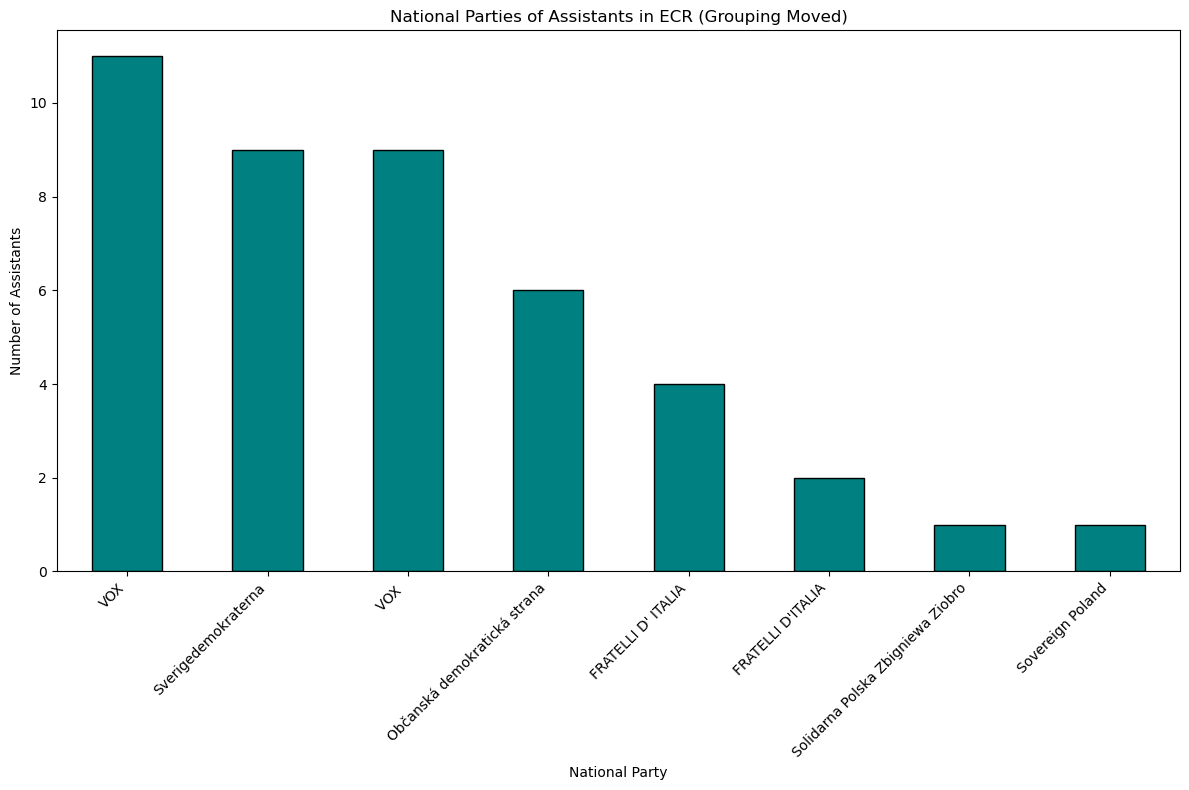 National Parties of Assistants in ECR (Grouping Moved)
Number of Assistants
10
8
6
4
2
0
VOX
Sverigedemokraterna
VOX
Občanská demokratická strana
FRATELLI D' ITALIA
FRATELLI D'ITALIA
Solidarna Polska Zbigniewa Ziobro
Sovereign Poland
National Party